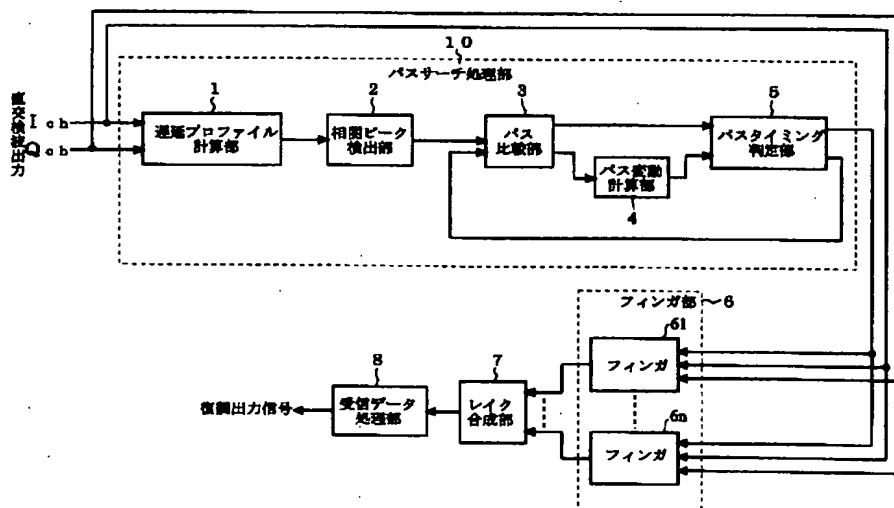 10
パスサーチ処理部
直交検波出力
Ich
Qch
1
遅延プロファイル
計算部
2
相関ピーク
検出部
3
パス
比較部
パス変動
計算部
4
5
パスタイミング
判定部
フィンガ部 ~6
61
フィンガ
6n
フィンガ
7
レイク
合成部
8
受信データ
処理部
復調出力信号